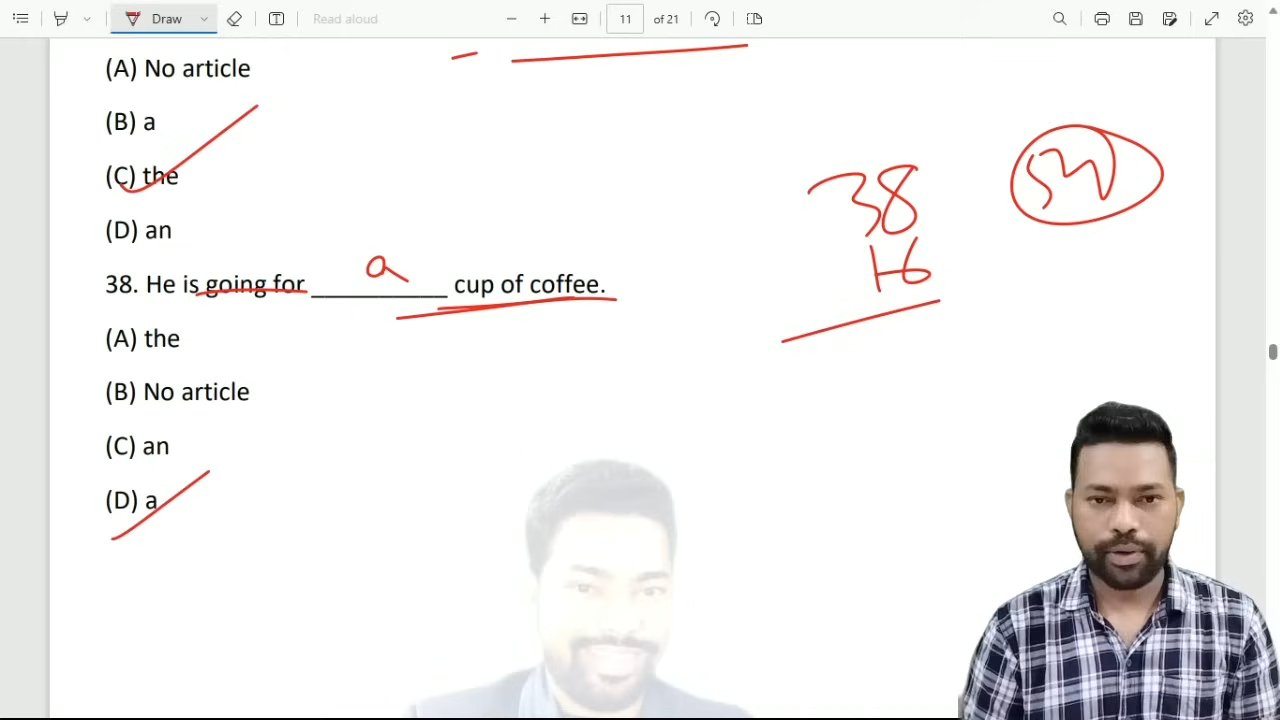 Draw
Read aloud
11 of 21
(A) No article
(B) a
(C) the
(D) an
38. He is going for __________ cup of coffee.
a
(A) the
(B) No article
(C) an
(D) a
38
16